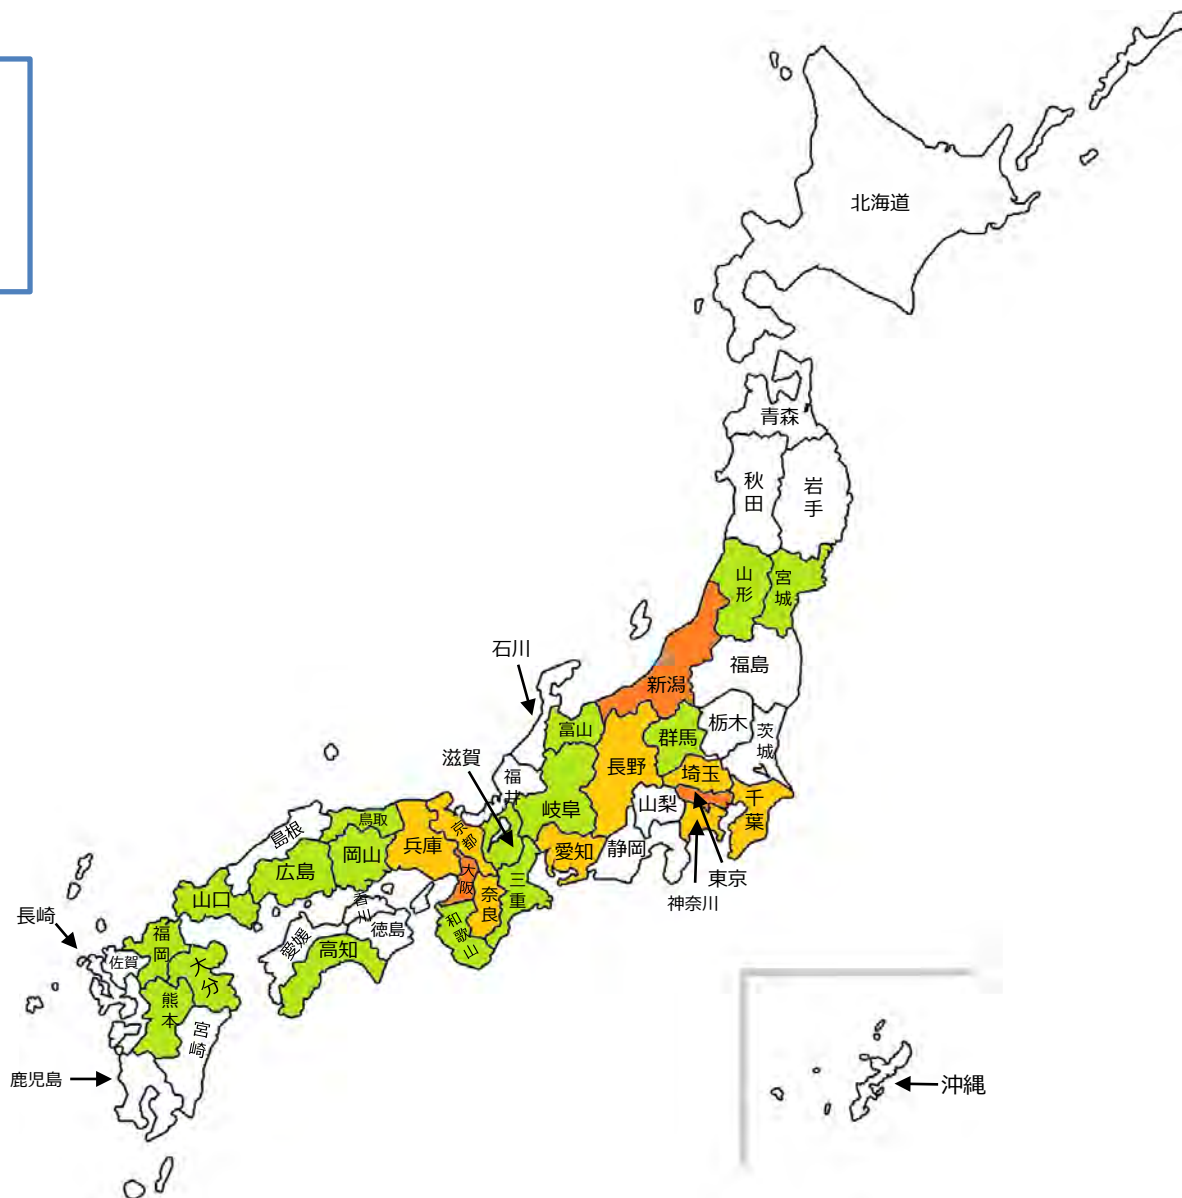 北海道
青森
秋田
岩手
山形
宮城
石川
福島
新潟
富山
群馬
栃木
茨城
滋賀
福井
長野
埼玉
千葉
岐阜
山梨
鳥取
島根
京都
兵庫
岡山
愛知
静岡
東京
広島
大阪
三重
奈良
神奈川
山口
香川
長崎
徳島
和歌山
福岡
愛媛
高知
佐賀
大分
熊本
宮崎
鹿児島
沖縄